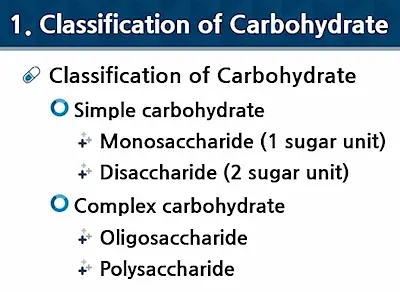 1. Classification of Carbohydrate
Classification of Carbohydrate
Simple carbohydrate
Monosaccharide (1 sugar unit)
Disaccharide (2 sugar unit)
Complex carbohydrate
Oligosaccharide
Polysaccharide